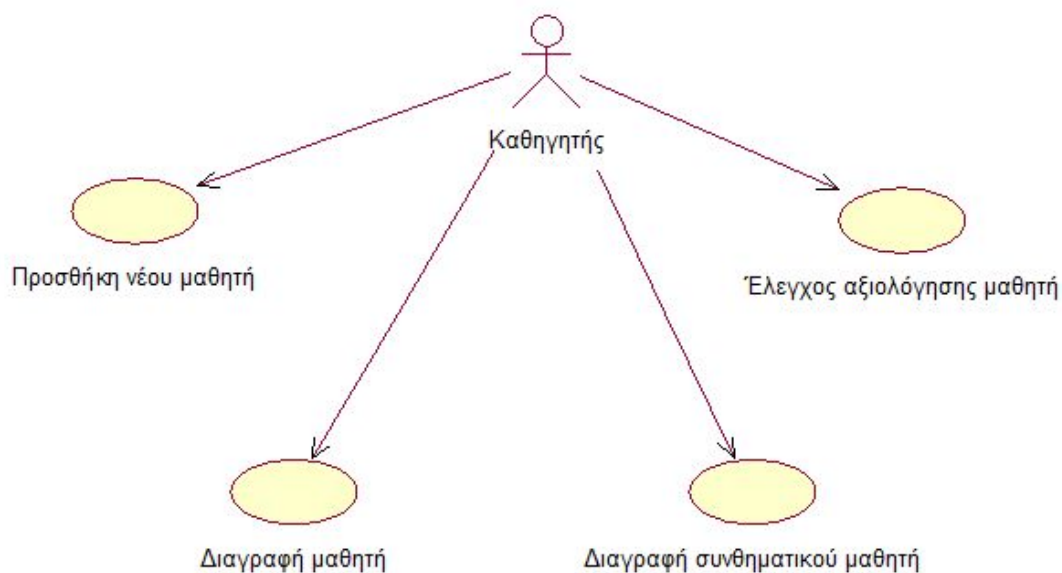 Καθηγητής
Προσθήκη νέου μαθητή
Έλεγχος αξιολόγησης μαθητή
Διαγραφή μαθητή
Διαγραφή συνθηματικού μαθητή